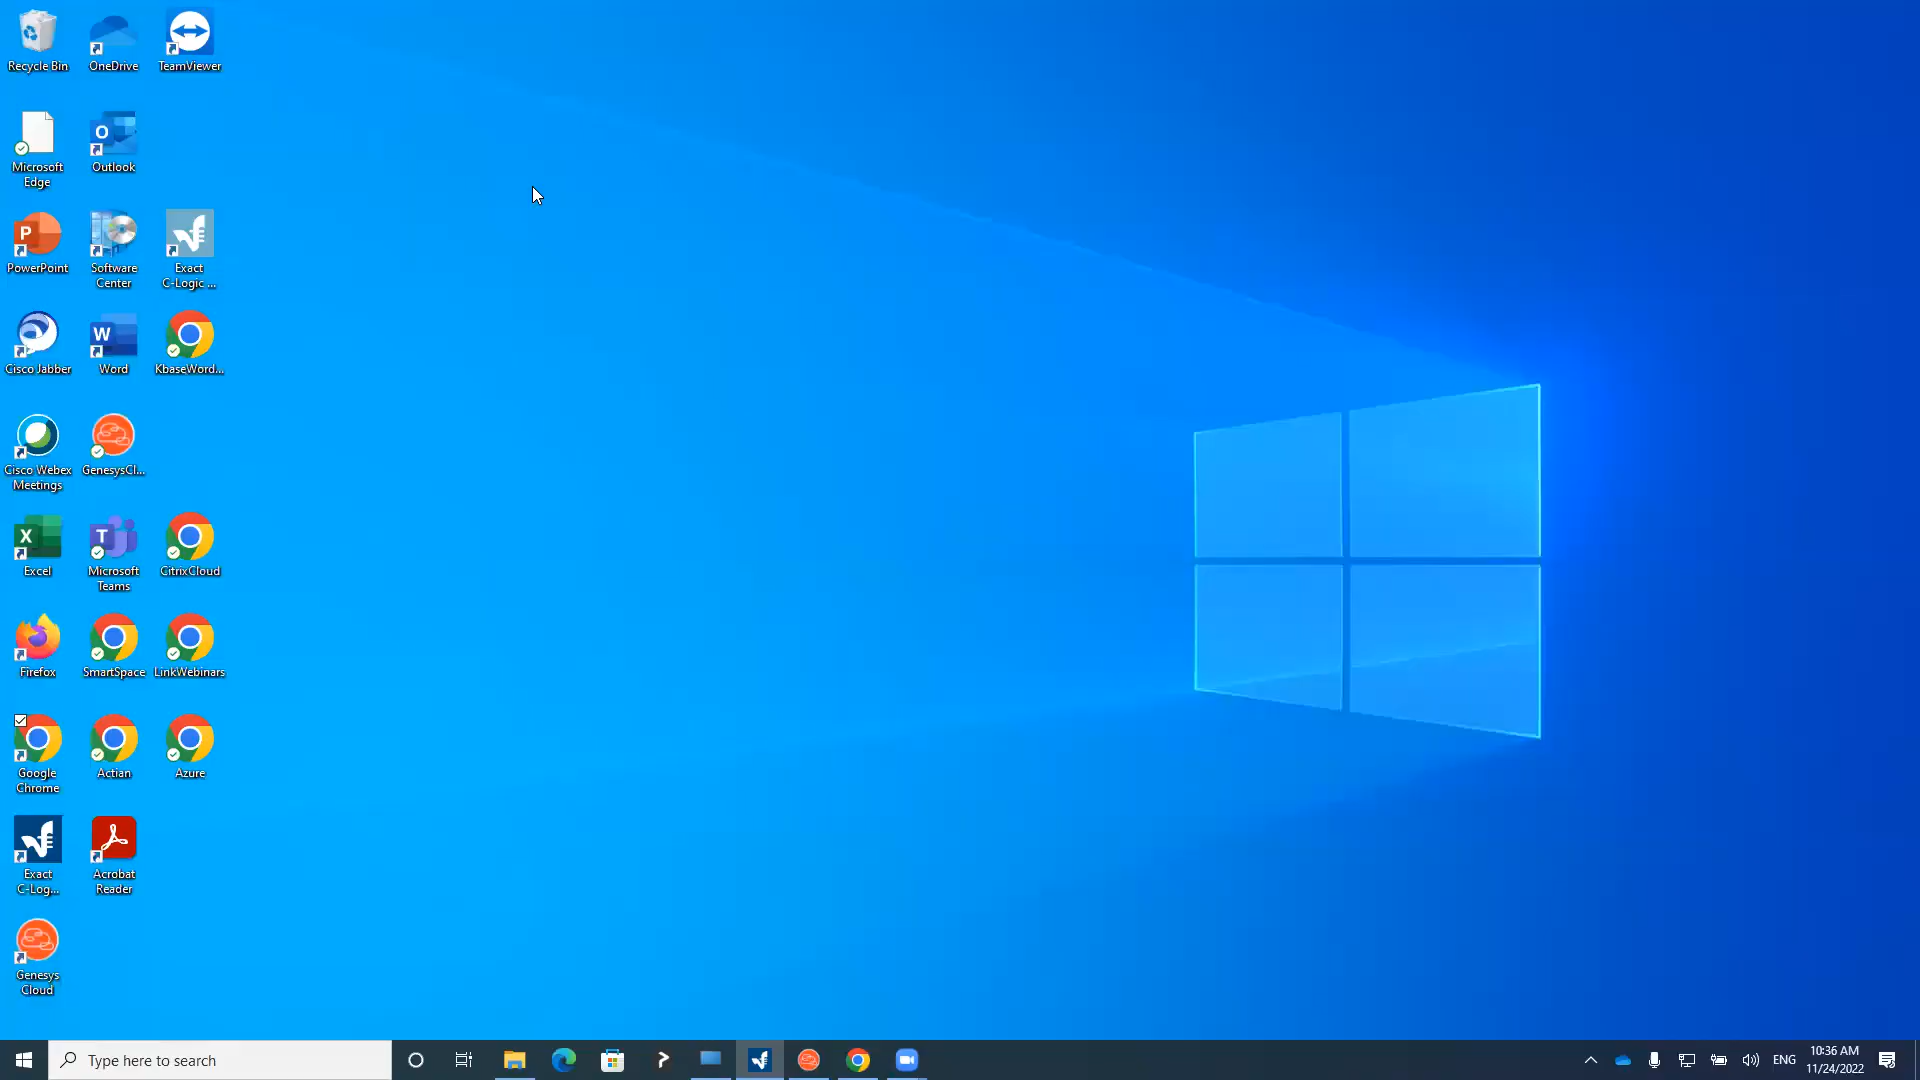 Recycle Bin
OneDrive
TeamViewer
Microsoft
Edge
Outlook
PowerPoint
Software
Center
Exact
C-Logic ...
Cisco Jabber
Word
KbaseWord...
Cisco Webex
Meetings
GenesysCl...
Excel
Microsoft
Teams
CitrixCloud
Firefox
SmartSpace
LinkWebinars
Google
Chrome
Actian
Azure
Exact
C-Log...
Acrobat
Reader
Genesys
Cloud
Type here to search
ENG
10:36 AM
11/24/2022